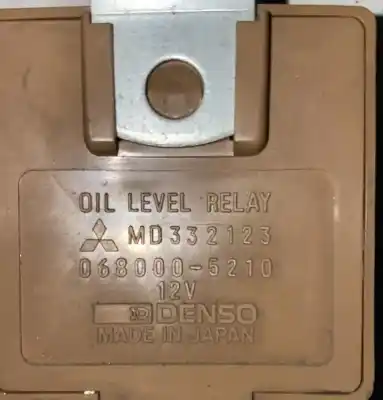 OIL LEVEL RELAY
MD332123
068000-5210
12V
DENSO
MADE IN JAPAN